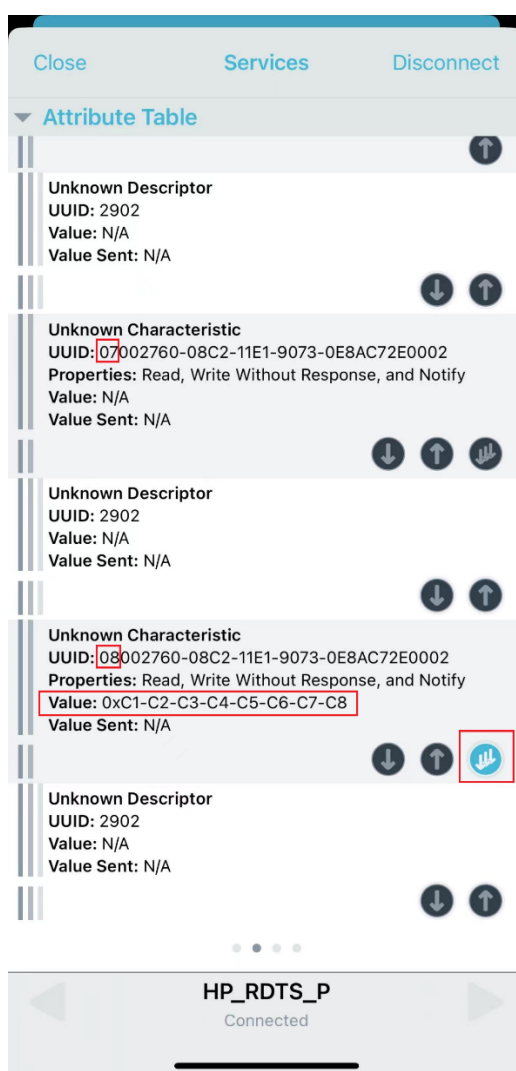 Close Services Disconnect
Attribute Table
Unknown Descriptor
UUID: 2902
Value: N/A
Value Sent: N/A
Unknown Characteristic
UUID: 07002760-08C2-11E1-9073-0E8AC72E0002
Properties: Read, Write Without Response, and Notify
Value: N/A
Value Sent: N/A
Unknown Descriptor
UUID: 2902
Value: N/A
Value Sent: N/A
Unknown Characteristic
UUID: 08002760-08C2-11E1-9073-0E8AC72E0002
Properties: Read, Write Without Response, and Notify
Value: 0xC1-C2-C3-C4-C5-C6-C7-C8
Value Sent: N/A
Unknown Descriptor
UUID: 2902
Value: N/A
Value Sent: N/A
HP_RDTS_P
Connected